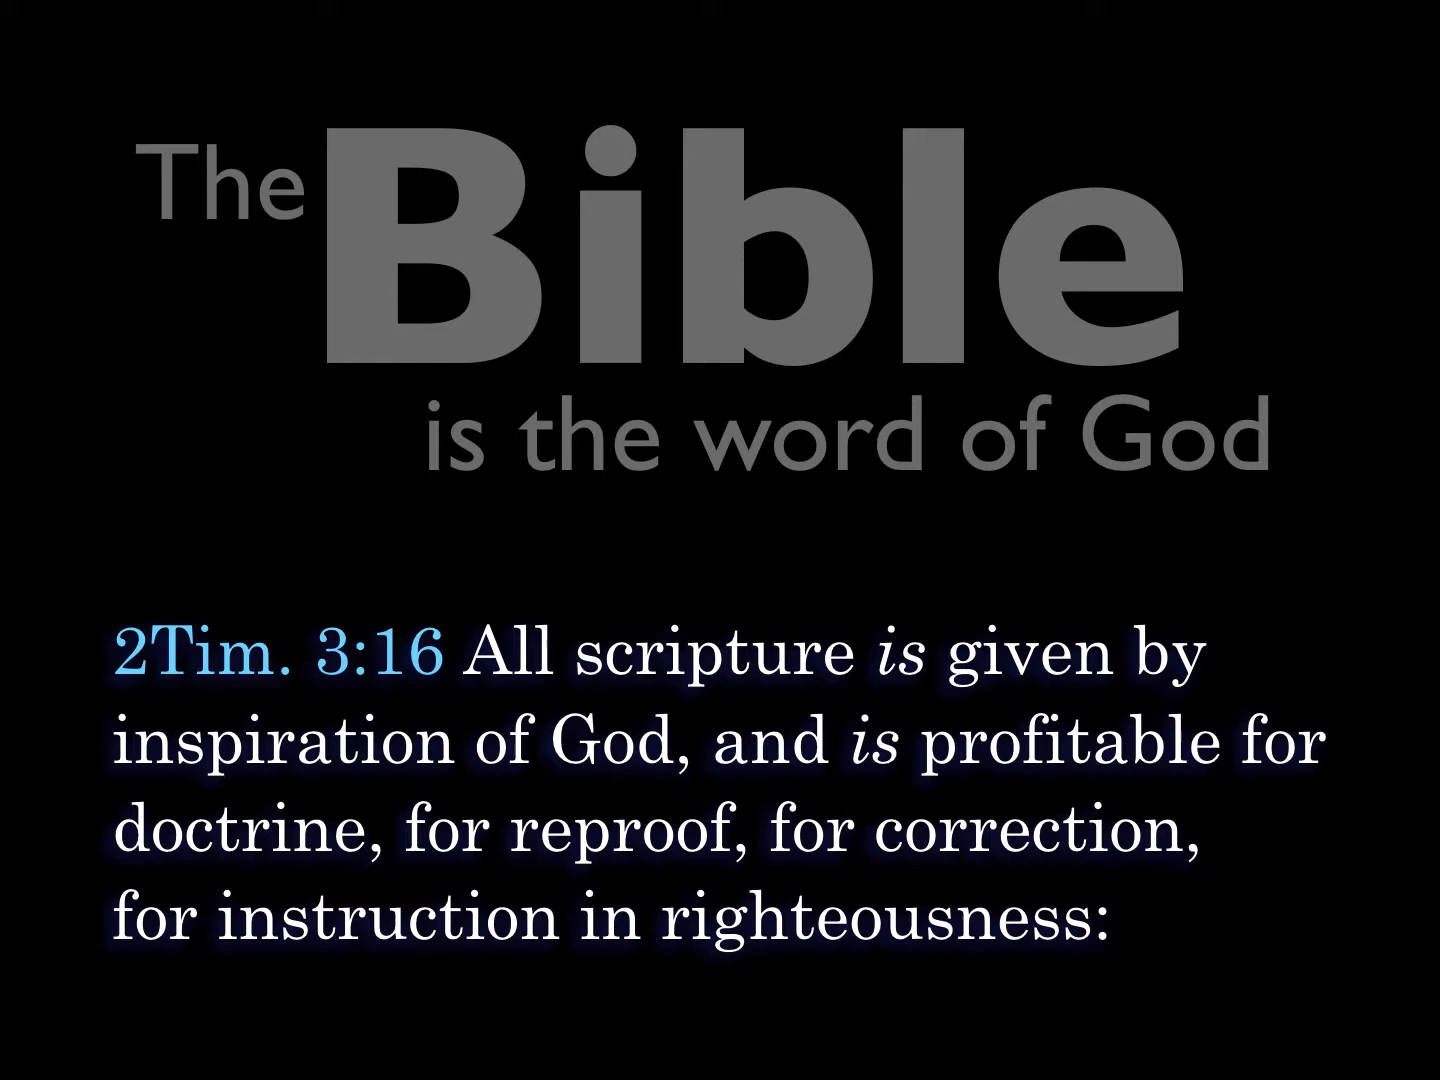 The Bible
is the word of God
2Tim. 3:16 All scripture is given by
inspiration of God, and is profitable for
doctrine, for reproof, for correction,
for instruction in righteousness: